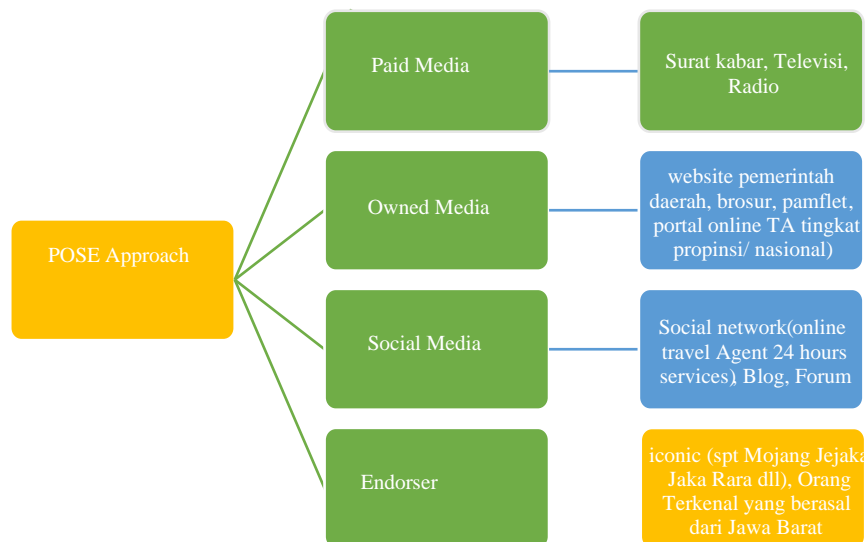 POSE Approach
Paid Media
Surat kabar, Televisi,
Radio
Owned Media
website pemerintah
daerah, brosur, pamflet,
portal online TA tingkat
propinsi/ nasional)
Social Media
Social network(online
travel Agent 24 hours
services), Blog, Forum
Endorser
iconic (spt Mojang Jejaka
Jaka Rara dll), Orang
Terkenal yang berasal
dari Jawa Barat